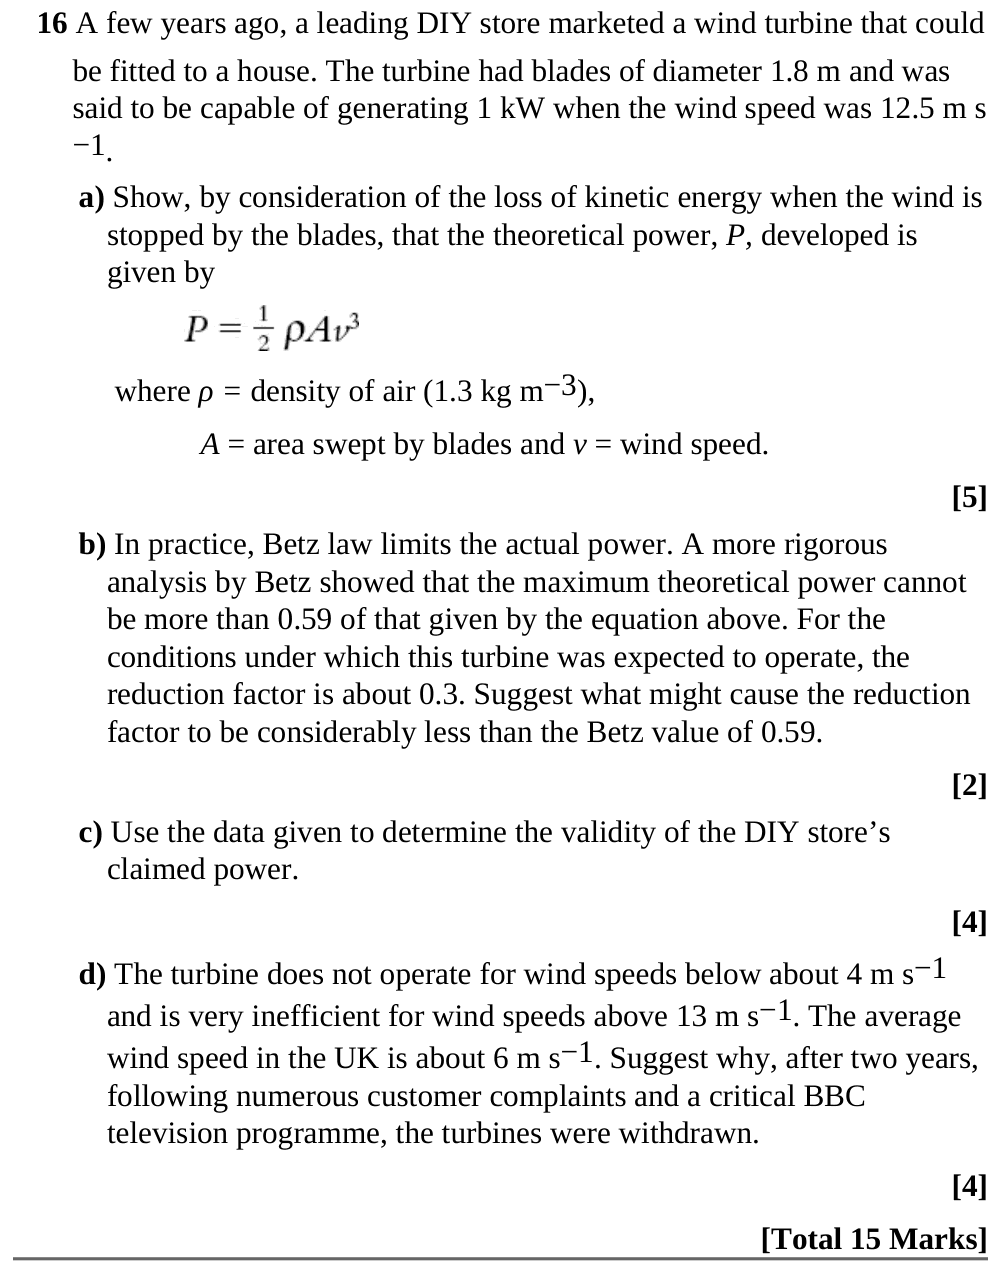 16 A few years ago, a leading DIY store marketed a wind turbine that could
be fitted to a house. The turbine had blades of diameter 1.8 m and was
said to be capable of generating 1 kW when the wind speed was 12.5 m s
−1.
a) Show, by consideration of the loss of kinetic energy when the wind is
stopped by the blades, that the theoretical power, P, developed is
given by
P = ½ ρAv³
where ρ = density of air (1.3 kg m−3),
A = area swept by blades and v = wind speed.
[5]
b) In practice, Betz law limits the actual power. A more rigorous
analysis by Betz showed that the maximum theoretical power cannot
be more than 0.59 of that given by the equation above. For the
conditions under which this turbine was expected to operate, the
reduction factor is about 0.3. Suggest what might cause the reduction
factor to be considerably less than the Betz value of 0.59.
[2]
c) Use the data given to determine the validity of the DIY store’s
claimed power.
[4]
d) The turbine does not operate for wind speeds below about 4 m s−1
and is very inefficient for wind speeds above 13 m s−1. The average
wind speed in the UK is about 6 m s−1. Suggest why, after two years,
following numerous customer complaints and a critical BBC
television programme, the turbines were withdrawn.
[4]
[Total 15 Marks]